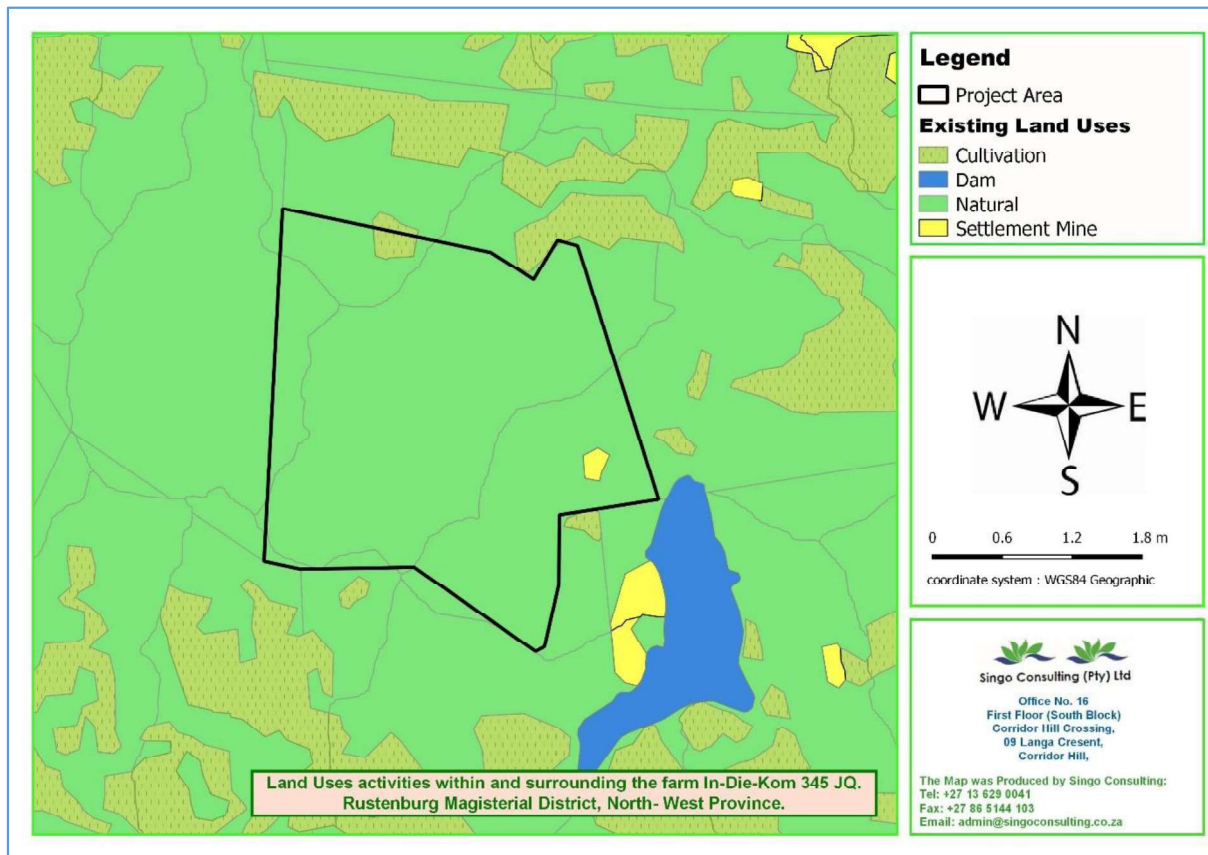 Legend
Project Area
Existing Land Uses
Cultivation
Dam
Natural
Settlement Mine
N
W E
S
0 0.6 1.2 1.8 m
coordinate system : WGS84 Geographic
Singo Consulting (Pty) Ltd
Office No. 16
First Floor (South Block)
Corridor Hill Crossing,
09 Langa Cresent,
Corridor Hill,
The Map was Produced by Singo Consulting:
Tel: +27 13 629 0041
Fax: +27 86 5144 103
Email: admin@singoconsulting.co.za
Land Uses activities within and surrounding the farm In-Die-Kom 345 JQ.
Rustenburg Magisterial District, North- West Province.